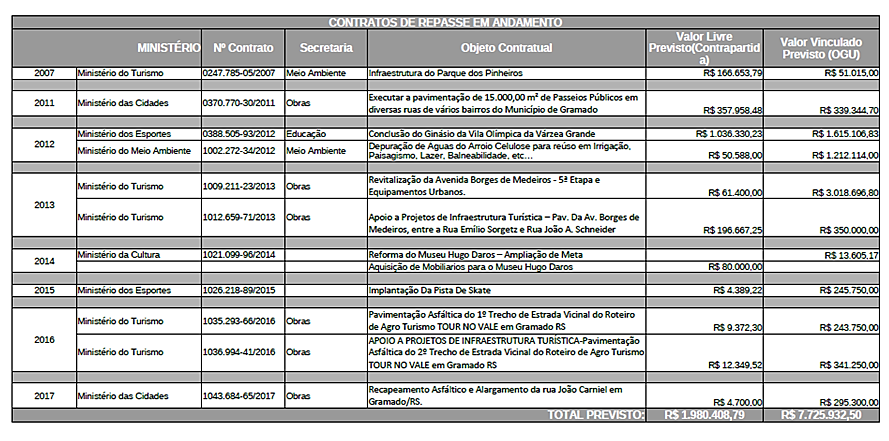 CONTRATOS DE REPASSE EM ANDAMENTO
MINISTÉRIO Nº Contrato Secretaria Objeto Contratual Valor Livre Previsto(Contrapartida) Valor Vinculado Previsto (OGU)
2007 Ministério do Turismo 0247.785-05/2007 Meio Ambiente Infraestrutura do Parque dos Pinheiros R$ 166.653,79 R$ 51.015,00
2011 Ministério das Cidades 0370.770-30/2011 Obras Executar a pavimentação de 15.000,00 m² de Passeios Públicos em
diversas ruas de vários bairros do Município de Gramado R$ 357.958,48 R$ 339.344,70
2012 Ministério dos Esportes 0388.505-93/2012 Educação Conclusão do Ginásio da Vila Olímpica da Várzea Grande R$ 1.036.330,23 R$ 1.615.106,83
Ministério do Meio Ambiente 1002.272-34/2012 Meio Ambiente Depuração de Aguas do Arroio Celulose para reúso em Irrigação,
Paisagismo, Lazer, Balneabilidade, etc... R$ 50.588,00 R$ 1.212.114,00
2013 Ministério do Turismo 1009.211-23/2013 Obras Revitalização da Avenida Borges de Medeiros - 5ª Etapa e
Equipamentos Urbanos. R$ 61.400,00 R$ 3.018.696,80
Ministério do Turismo 1012.659-71/2013 Obras Apoio a Projetos de Infraestrutura Turística – Pav. Da Av. Borges de
Medeiros, entre a Rua Emílio Sorgetz e Rua João A. Schneider R$ 196.667,25 R$ 350.000,00
2014 Ministério da Cultura 1021.099-96/2014 Reforma do Museu Hugo Daros – Ampliação de Meta R$ 13.605,17
Aquisição de Mobiliarios para o Museu Hugo Daros R$ 80.000,00
2015 Ministério dos Esportes 1026.218-89/2015 Implantação Da Pista De Skate R$ 4.389,22 R$ 245.750,00
2016 Ministério do Turismo 1035.293-66/2016 Obras Pavimentação Asfáltica do 1º Trecho de Estrada Vicinal do Roteiro
de Agro Turismo TOUR NO VALE em Gramado RS R$ 9.372,30 R$ 243.750,00
Ministério do Turismo 1036.994-41/2016 Obras APOIO A PROJETOS DE INFRAESTRUTURA TURÍSTICA-Pavimentação
Asfáltica do 2º Trecho de Estrada Vicinal do Roteiro de Agro Turismo
TOUR NO VALE em Gramado RS R$ 12.349,52 R$ 341.250,00
2017 Ministério das Cidades 1043.684-65/2017 Obras Recapeamento Asfáltico e Alargamento da rua João Carniel em
Gramado/RS. R$ 4.700,00 R$ 295.300,00
TOTAL PREVISTO: R$ 1.980.408,79 R$ 7.725.932,50